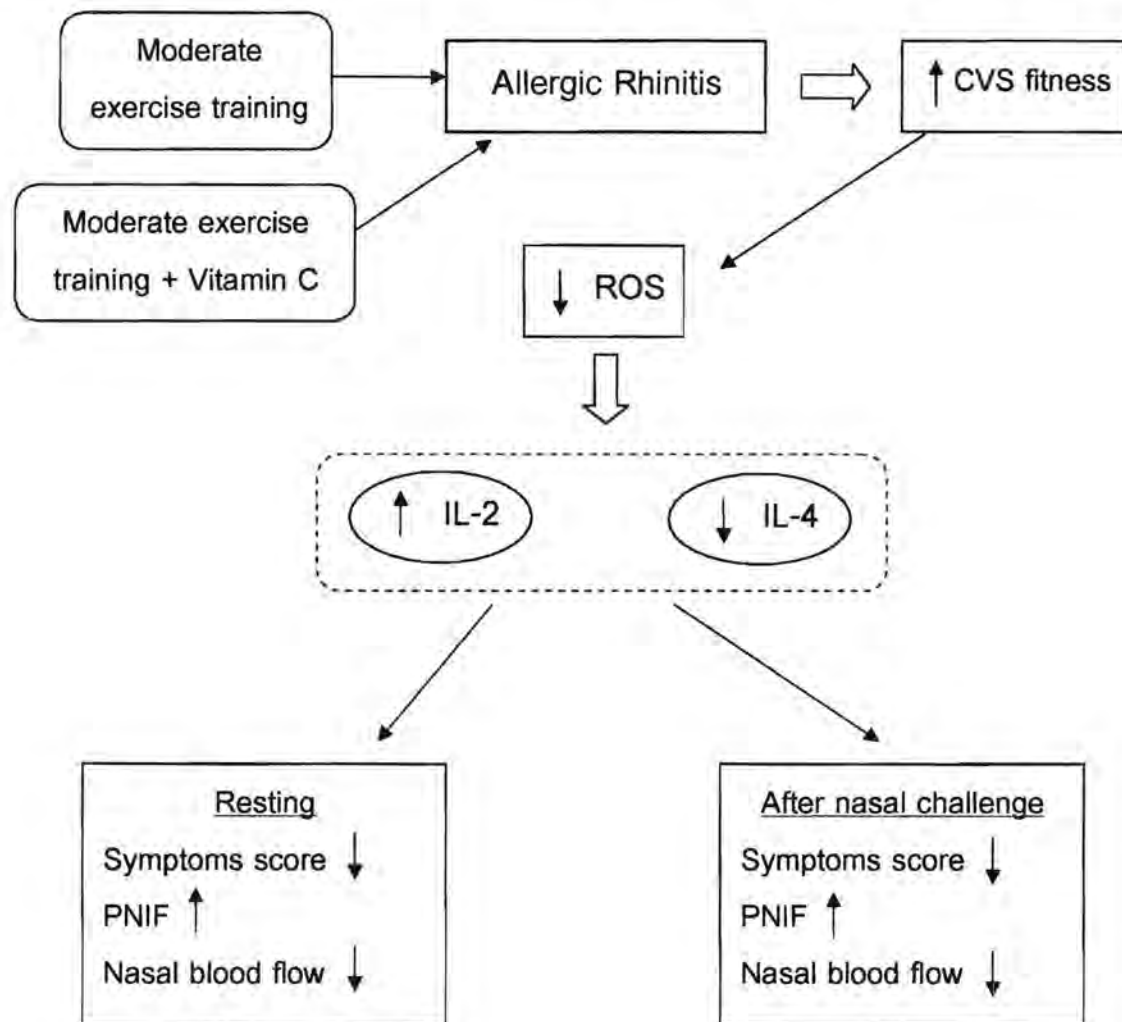 Moderate
exercise training
Allergic Rhinitis
↑ CVS fitness
Moderate exercise
training + Vitamin C
↓ ROS
↑ IL-2
↓ IL-4
Resting
Symptoms score ↓
PNIF ↑
Nasal blood flow ↓
After nasal challenge
Symptoms score ↓
PNIF ↑
Nasal blood flow ↓